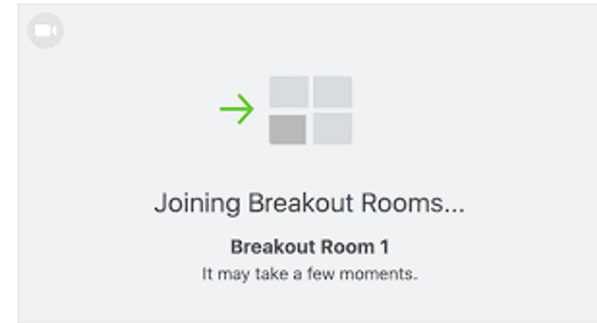 Joining Breakout Rooms...
Breakout Room 1
It may take a few moments.